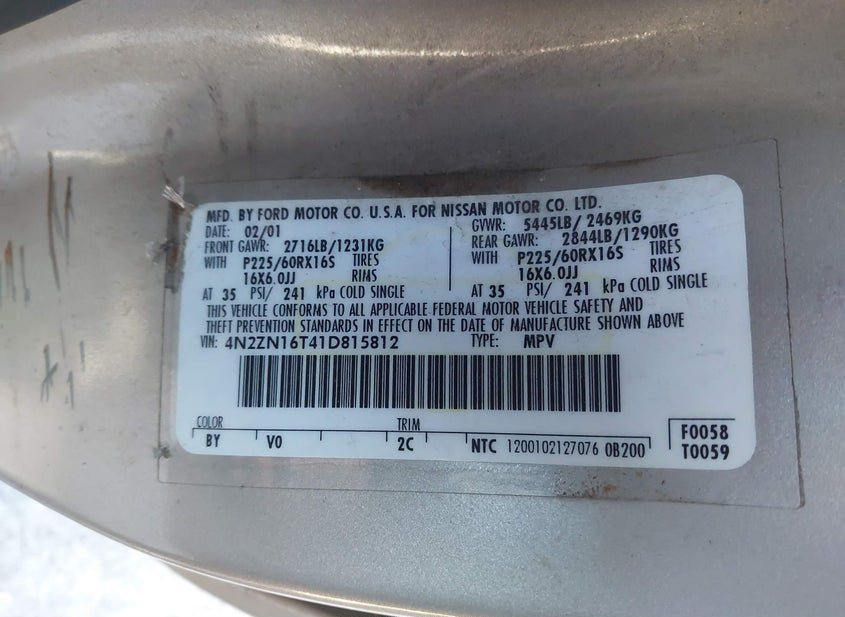 MFD. BY FORD MOTOR CO. U.S.A. FOR NISSAN MOTOR CO. LTD.
DATE: 02/01 GVWR: 5445LB/ 2469KG
FRONT GAWR: 2716LB/1231KG REAR GAWR: 2844LB/1290KG
WITH P225/60RX16S TIRES WITH P225/60RX16S TIRES
16X6.0JJ RIMS 16X6.0JJ RIMS
AT 35 PSI/ 241 kPa COLD SINGLE AT 35 PSI/ 241 kPa COLD SINGLE
THIS VEHICLE CONFORMS TO ALL APPLICABLE FEDERAL MOTOR VEHICLE SAFETY AND
THEFT PREVENTION STANDARDS IN EFFECT ON THE DATE OF MANUFACTURE SHOWN ABOVE
VIN: 4N2ZN16T41D815812 TYPE: MPV
COLOR TRIM
BY V0 2C NTC 1200102127076 0B200
F0058
T0059